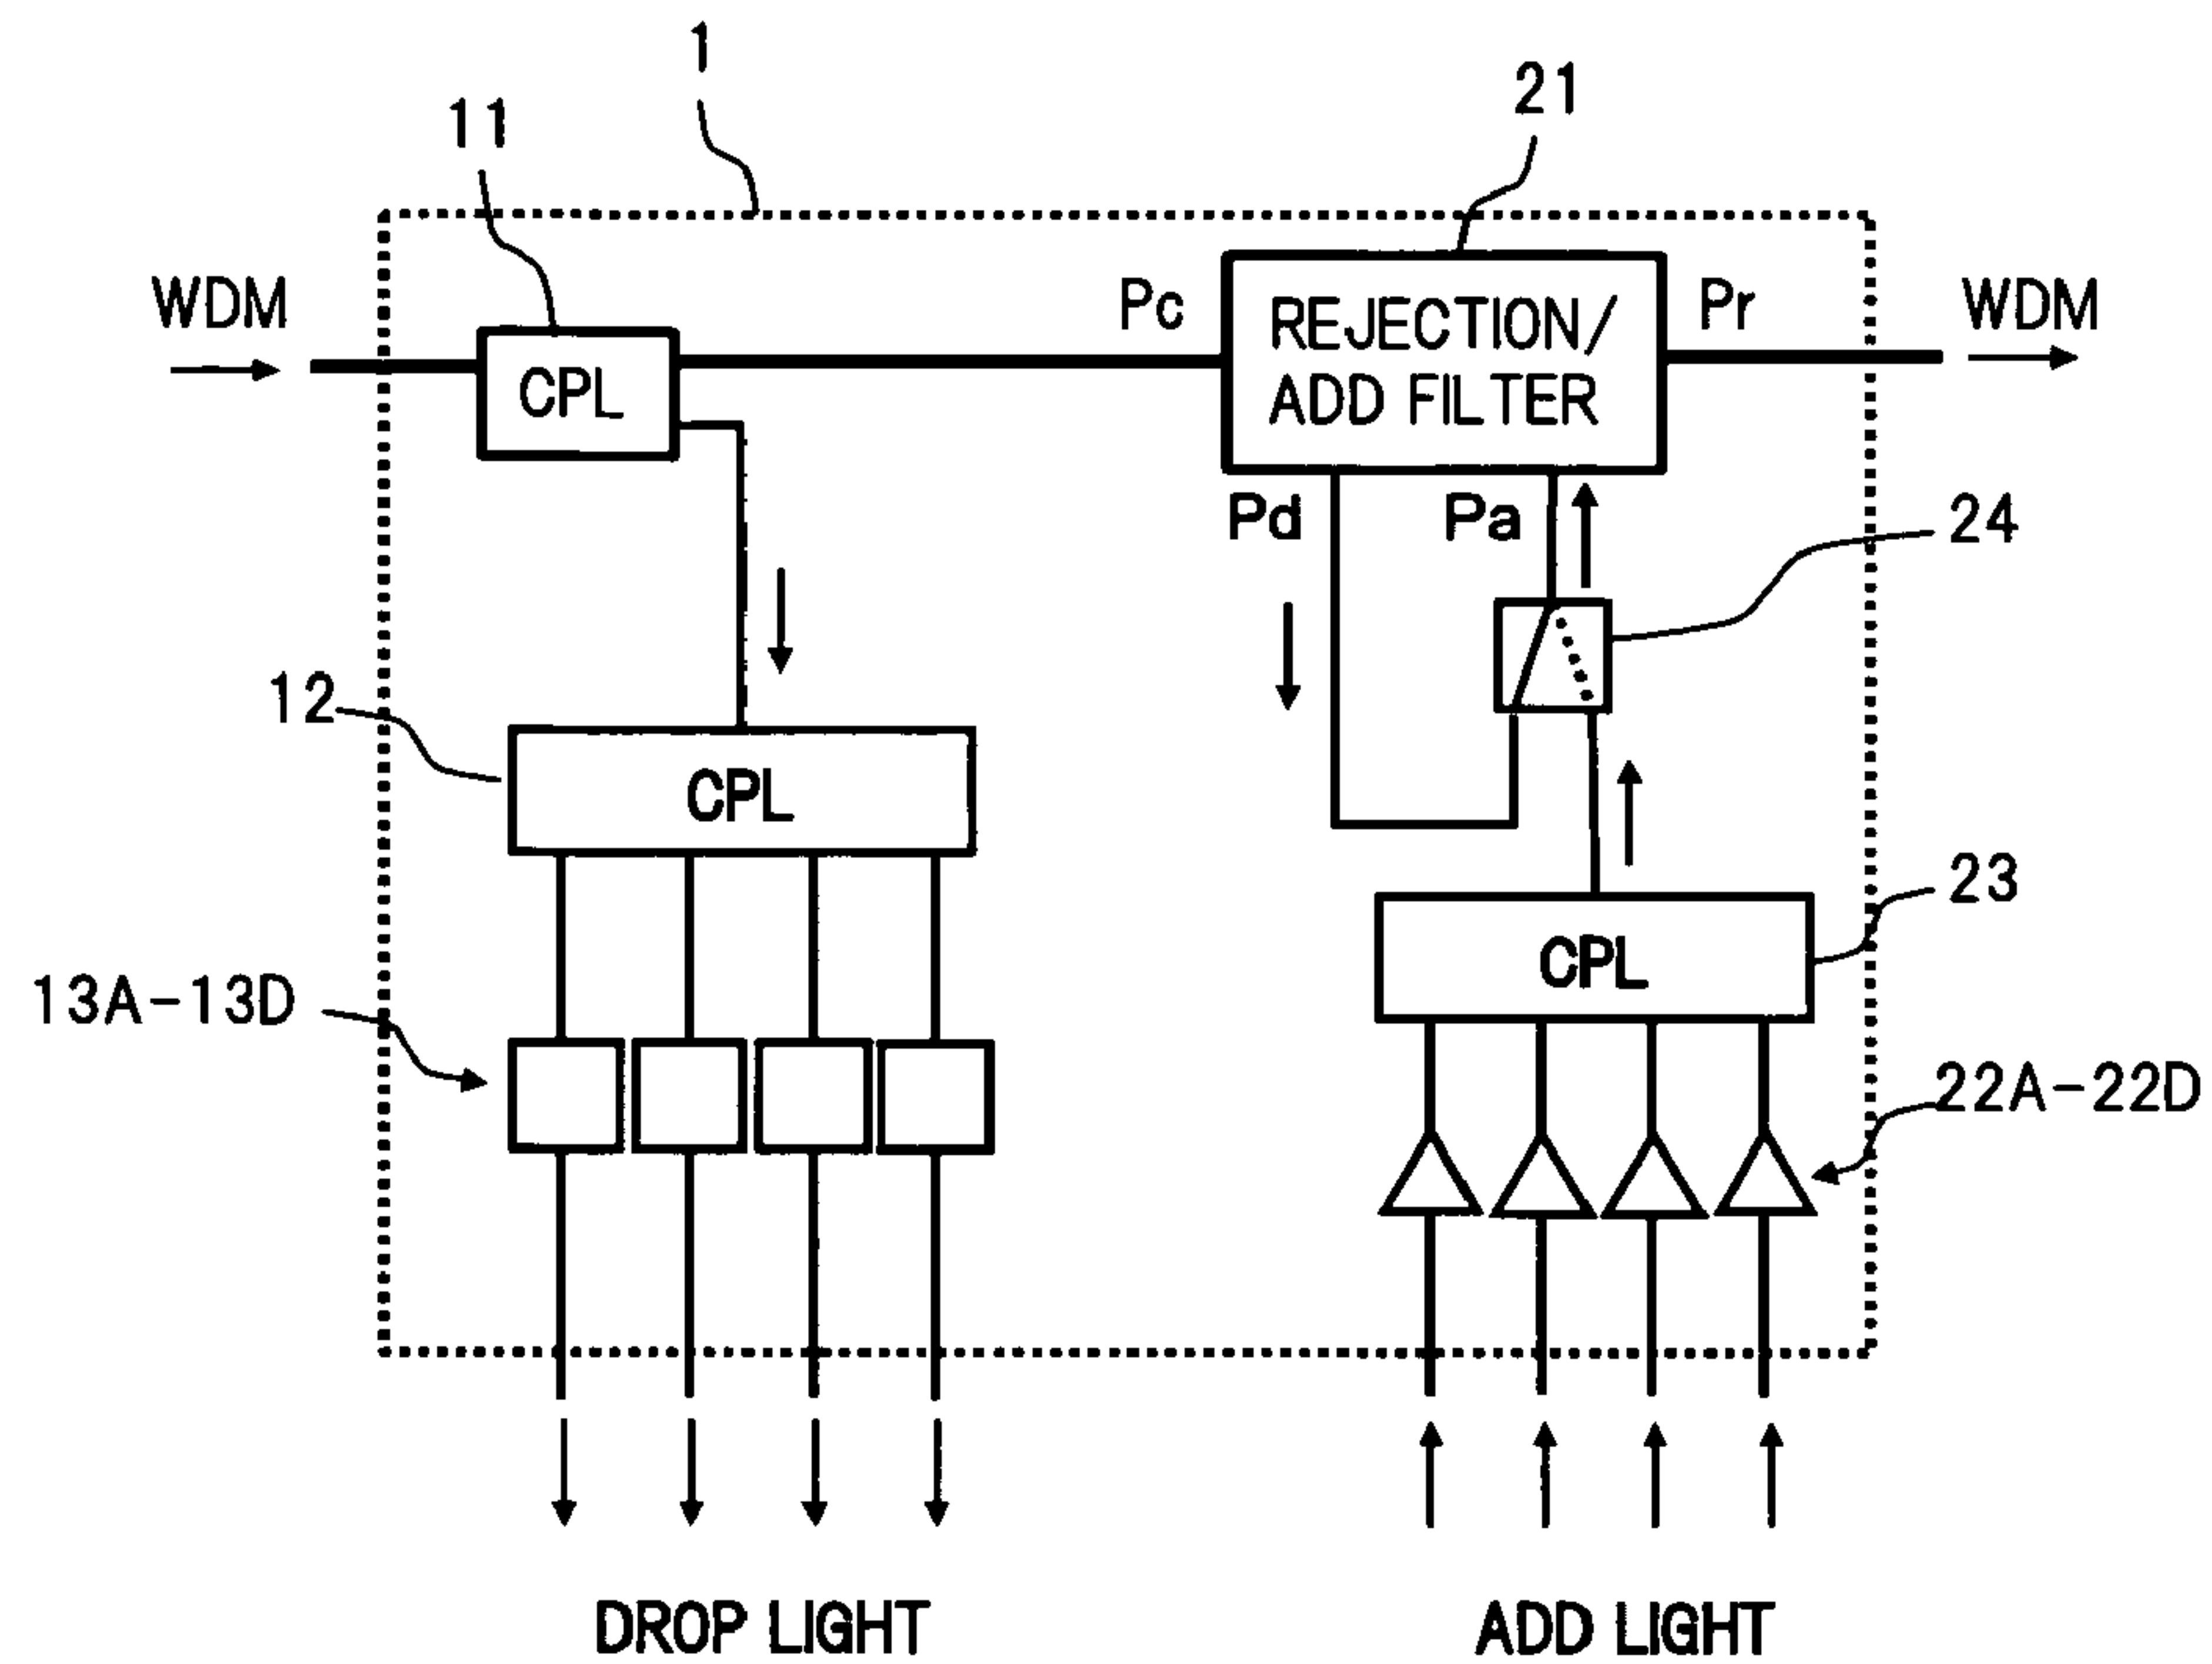 1
21
11
WDM
Pc
REJECTION/
ADD FILTER
Pr
WDM
CPL
Pd
Pa
24
12
CPL
23
CPL
13A-13D
22A-22D
DROP LIGHT
ADD LIGHT